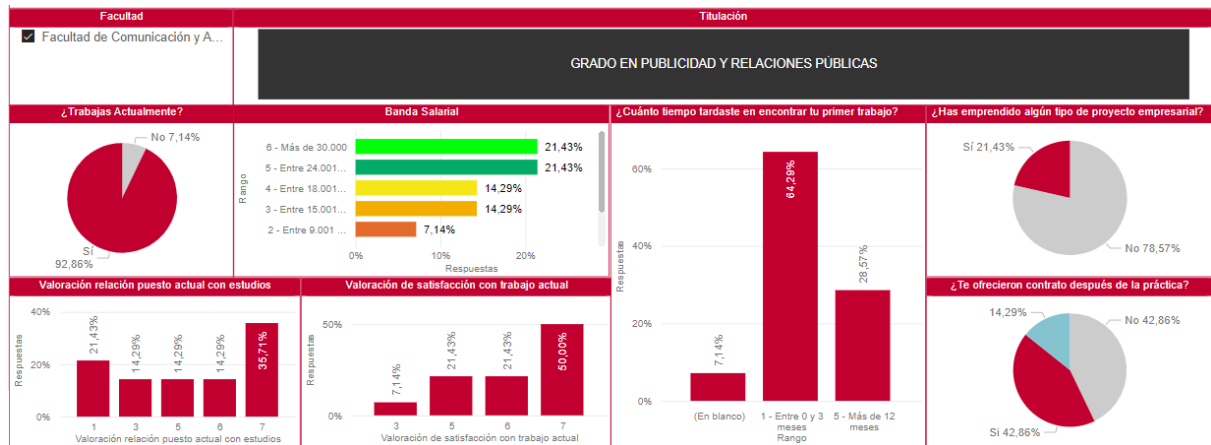 Facultad
Titulación
Facultad de Comunicación y A...
GRADO EN PUBLICIDAD Y RELACIONES PÚBLICAS
¿Trabajas Actualmente?
No 7,14%
Sí
92,86%
Banda Salarial
Rango
6 - Más de 30.000
21,43%
5 - Entre 24.001...
21,43%
4 - Entre 18.001...
14,29%
3 - Entre 15.001...
14,29%
2 - Entre 9.001 ...
7,14%
0%
10%
20%
Respuestas
¿Cuánto tiempo tardaste en encontrar tu primer trabajo?
Respuestas
60%
40%
20%
0%
7,14%
64,29%
28,57%
(En blanco)
1 - Entre 0 y 3
meses
5 - Más de 12
meses
Rango
¿Has emprendido algún tipo de proyecto empresarial?
Sí 21,43%
No 78,57%
Valoración relación puesto actual con estudios
Respuestas
40%
20%
0%
21,43%
14,29%
14,29%
14,29%
35,71%
1
3
5
6
7
Valoración relación puesto actual con estudios
Valoración de satisfacción con trabajo actual
Respuestas
50%
0%
7,14%
21,43%
21,43%
50,00%
3
5
6
7
Valoración de satisfacción con trabajo actual
¿Te ofrecieron contrato después de la práctica?
14,29%
No 42,86%
Si 42,86%